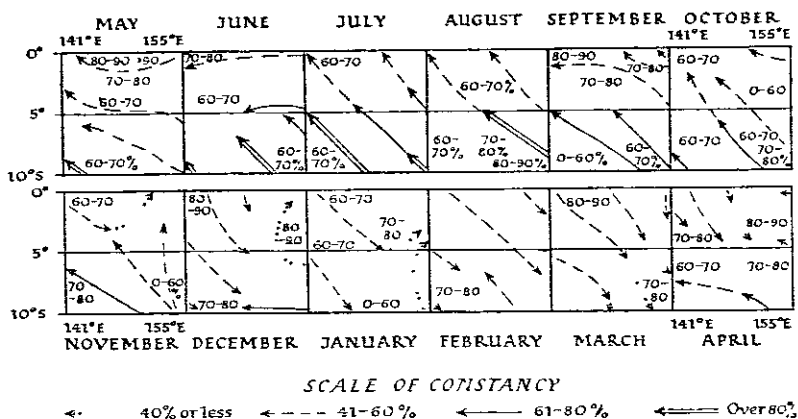 MAY JUNE JULY AUGUST SEPTEMBER OCTOBER
141°E 155°E 141°E 155°E
0° 80-90 >90 70-80 60-70 60-70% 80-90 70-80 60-70
70-80 70-80 0-60
60-70 60-70
5°
60-70% 60-70% 60-70% 60-70% 70-80% 80-90% 0-60% 60-70% 60-70 60-70 70-80%
10°S
0° 60-70 80-90 60-70 80-90
80-90 70-80 80-90
60-70 70-80
5° 60-70 70-80
70-80 0-60 70-80 0-60 70-80 70-80
10°S
141°E 155°E 141°E 155°E
NOVEMBER DECEMBER JANUARY FEBRUARY MARCH APRIL
SCALE OF CONSTANCY
40% or less 41-60% 61-80% Over 80%